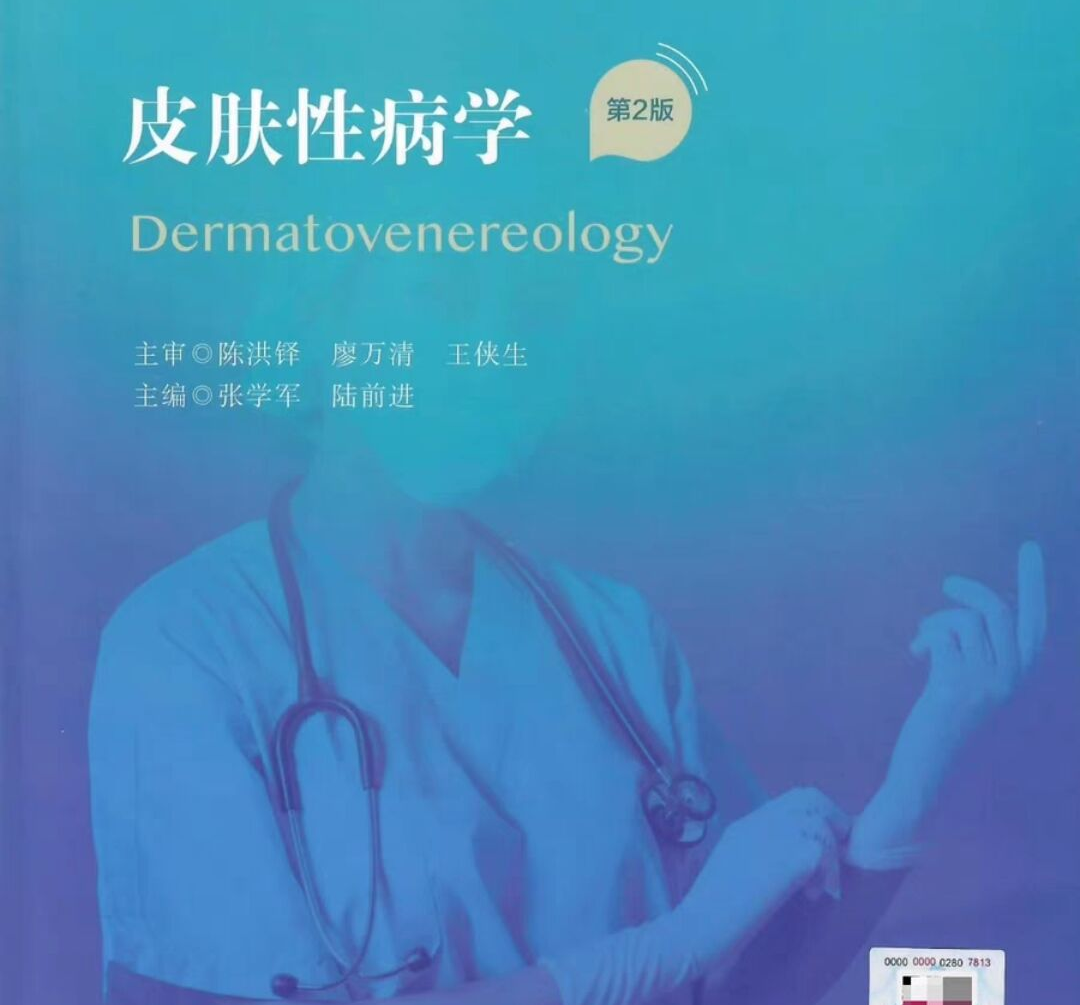 皮肤性病学
第2版
Dermatovenereology
主审◎陈洪铎 廖万清 王侠生
主编◎张学军 陆前进
0000 0000 0280 7813